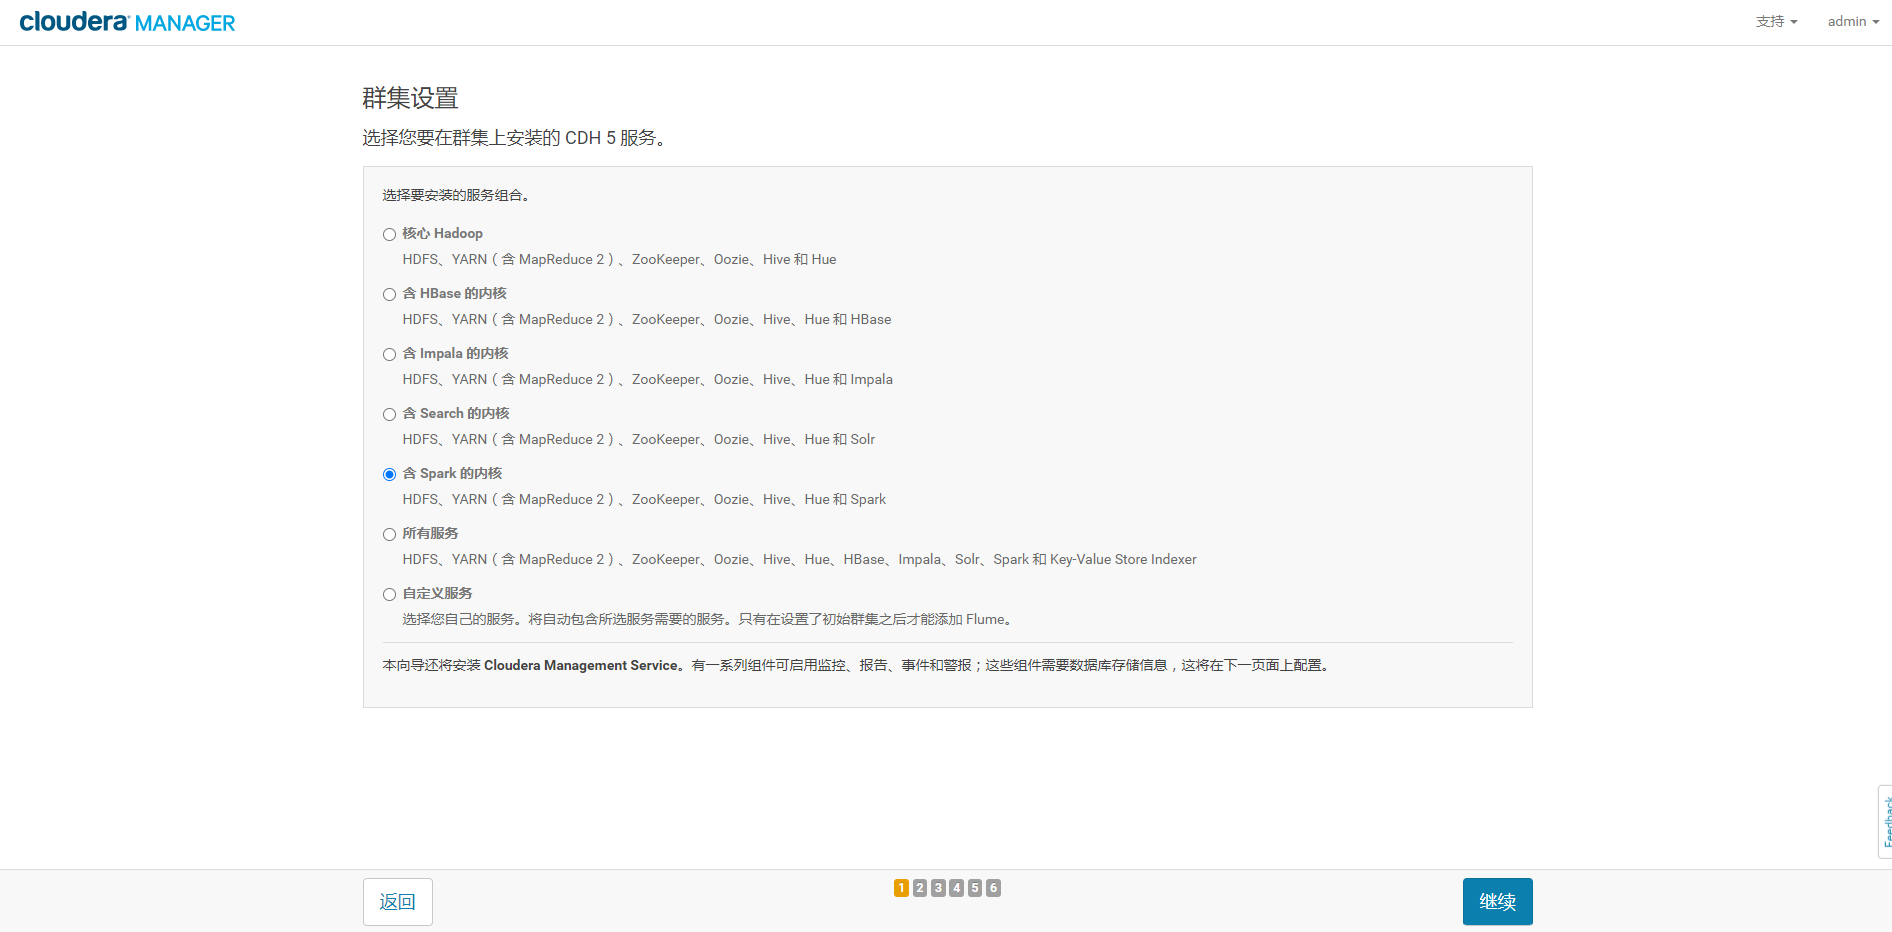 cloudera MANAGER
支持
admin
群集设置
选择您要在群集上安装的 CDH 5 服务。
选择要安装的服务组合。
核心 Hadoop
HDFS、YARN（含 MapReduce 2）、ZooKeeper、Oozie、Hive 和 Hue
含 HBase 的内核
HDFS、YARN（含 MapReduce 2）、ZooKeeper、Oozie、Hive、Hue 和 HBase
含 Impala 的内核
HDFS、YARN（含 MapReduce 2）、ZooKeeper、Oozie、Hive、Hue 和 Impala
含 Search 的内核
HDFS、YARN（含 MapReduce 2）、ZooKeeper、Oozie、Hive、Hue 和 Solr
含 Spark 的内核
HDFS、YARN（含 MapReduce 2）、ZooKeeper、Oozie、Hive、Hue 和 Spark
所有服务
HDFS、YARN（含 MapReduce 2）、ZooKeeper、Oozie、Hive、Hue、HBase、Impala、Solr、Spark 和 Key-Value Store Indexer
自定义服务
选择您自己的服务。将自动包含所选服务需要的服务。只有在设置了初始群集之后才能添加 Flume。
本向导还将安装 Cloudera Management Service。有一系列组件可启用监控、报告、事件和警报；这些组件需要数据库存储信息，这将在下一页面上配置。
Feedback
返回
1 2 3 4 5 6
继续